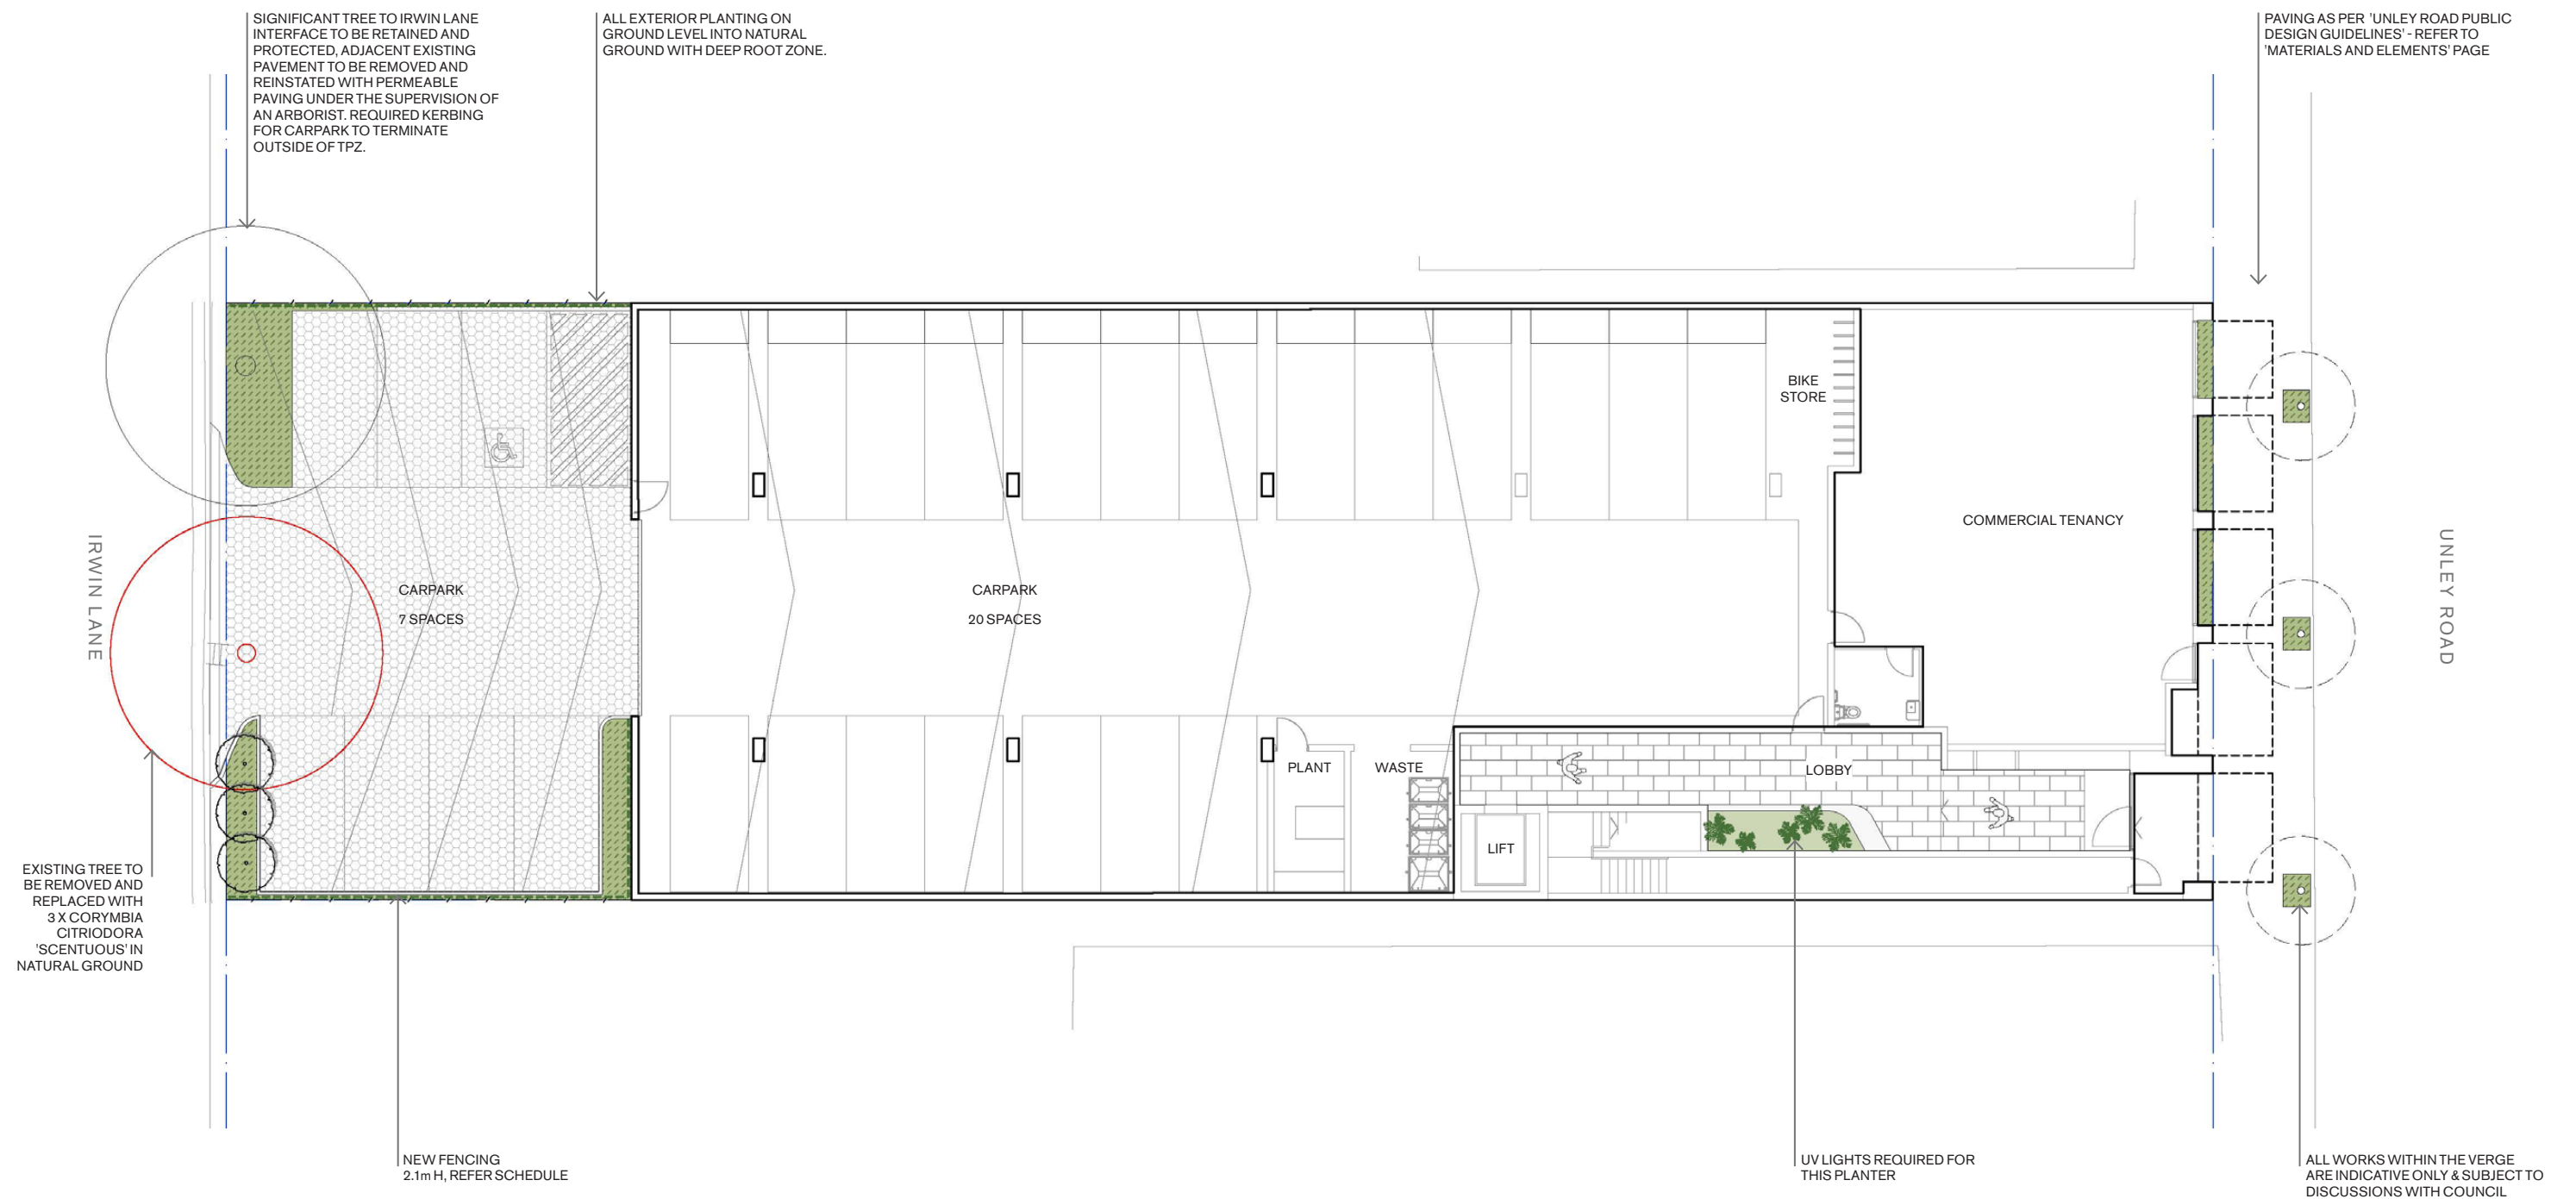 SIGNIFICANT TREE TO IRWIN LANE
INTERFACE TO BE RETAINED AND
PROTECTED, ADJACENT EXISTING
PAVEMENT TO BE REMOVED AND
REINSTATED WITH PERMEABLE
PAVING UNDER THE SUPERVISION OF
AN ARBORIST. REQUIRED KERBING
FOR CARPARK TO TERMINATE
OUTSIDE OF TPZ.
ALL EXTERIOR PLANTING ON
GROUND LEVEL INTO NATURAL
GROUND WITH DEEP ROOT ZONE.
PAVING AS PER 'UNLEY ROAD PUBLIC
DESIGN GUIDELINES' - REFER TO
'MATERIALS AND ELEMENTS' PAGE
IRWIN LANE
CARPARK
7 SPACES
CARPARK
20 SPACES
BIKE
STORE
COMMERCIAL TENANCY
UNLEY ROAD
PLANT
WASTE
LOBBY
LIFT
EXISTING TREE TO
BE REMOVED AND
REPLACED WITH
3 X CORYMBIA
CITRIODORA
'SCENTUOUS' IN
NATURAL GROUND
NEW FENCING
2.1m H, REFER SCHEDULE
UV LIGHTS REQUIRED FOR
THIS PLANTER
ALL WORKS WITHIN THE VERGE
ARE INDICATIVE ONLY & SUBJECT TO
DISCUSSIONS WITH COUNCIL